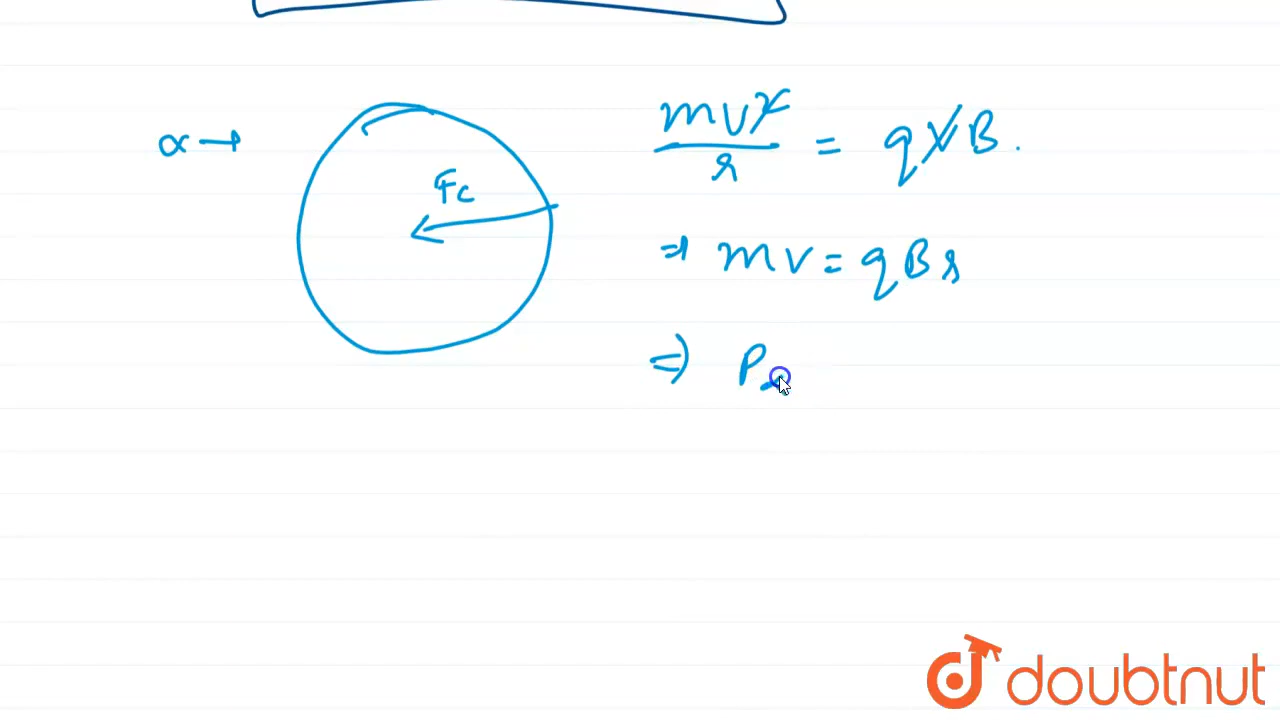 α →
Fc
mv²/r = qvB.
⇒ mv = qBr
⇒ P
doubtnut